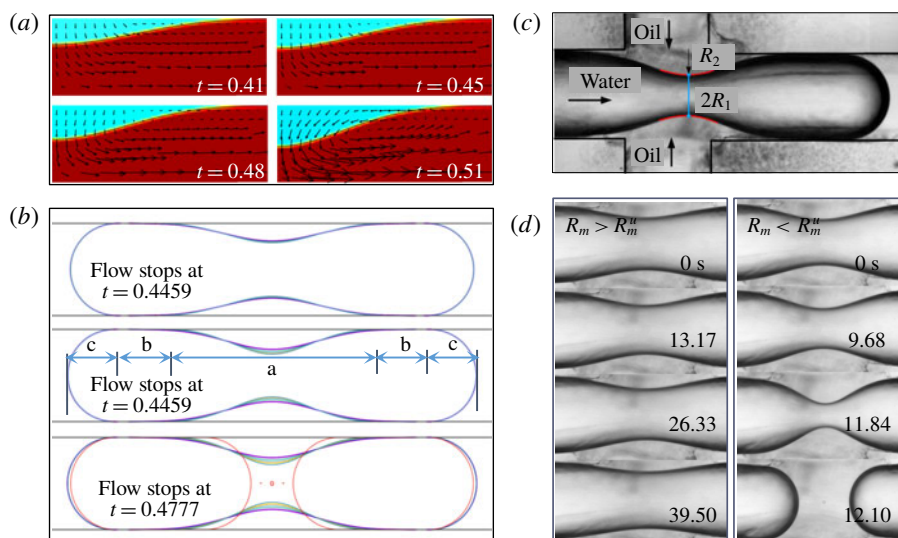 (a)
t = 0.41
t = 0.45
t = 0.48
t = 0.51
(b)
Flow stops at
t = 0.4459
c
b
a
b
c
Flow stops at
t = 0.4459
Flow stops at
t = 0.4777
(c)
Oil
R2
Water
2R1
Oil
(d)
Rm > Rm^u
0 s
13.17
26.33
39.50
Rm < Rm^u
0 s
9.68
11.84
12.10